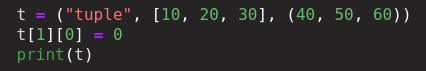 t = ("tuple", [10, 20, 30], (40, 50, 60))
t[1][0] = 0
print(t)